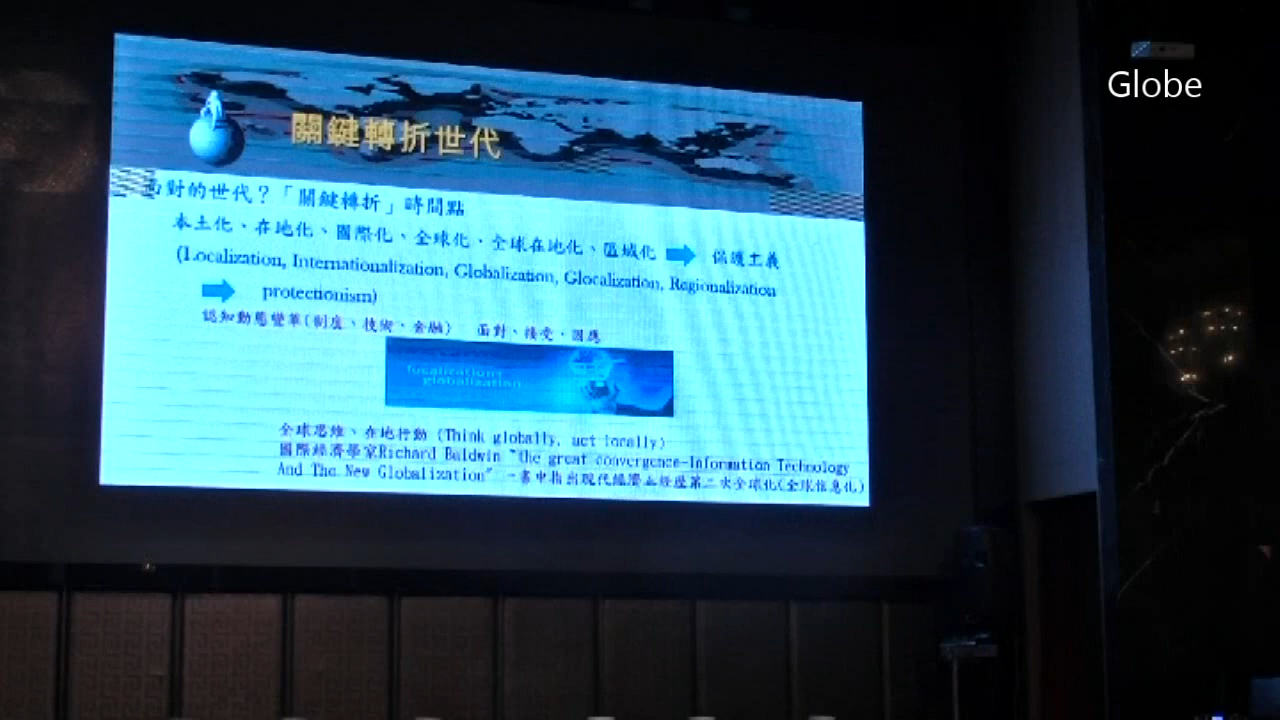 Globe
關鍵轉折世代
面對的世代？「關鍵轉折」時間點
本土化、在地化、國際化、全球化、全球在地化、區域化 保護主義
(Localization, Internationalization, Globalization, Glocalization, Regionalization
protectionism)
認知動態變革(制度、技術、金融) 面對、接受、因應
localization
globalization
全球思維、在地行動 (Think globally, act locally)
國際經濟學家Richard Baldwin "the great convergence-Information Technology
And The New Globalization" 一書中指出現代經濟正經歷第二次全球化(全球信息化)